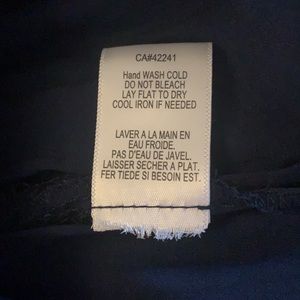 CA#42241
Hand WASH COLD
DO NOT BLEACH
LAY FLAT TO DRY
COOL IRON IF NEEDED
LAVER A LA MAIN EN
EAU FROIDE.
PAS D'EAU DE JAVEL.
LAISSER SECHER A PLAT.
FER TIEDE SI BESOIN EST.